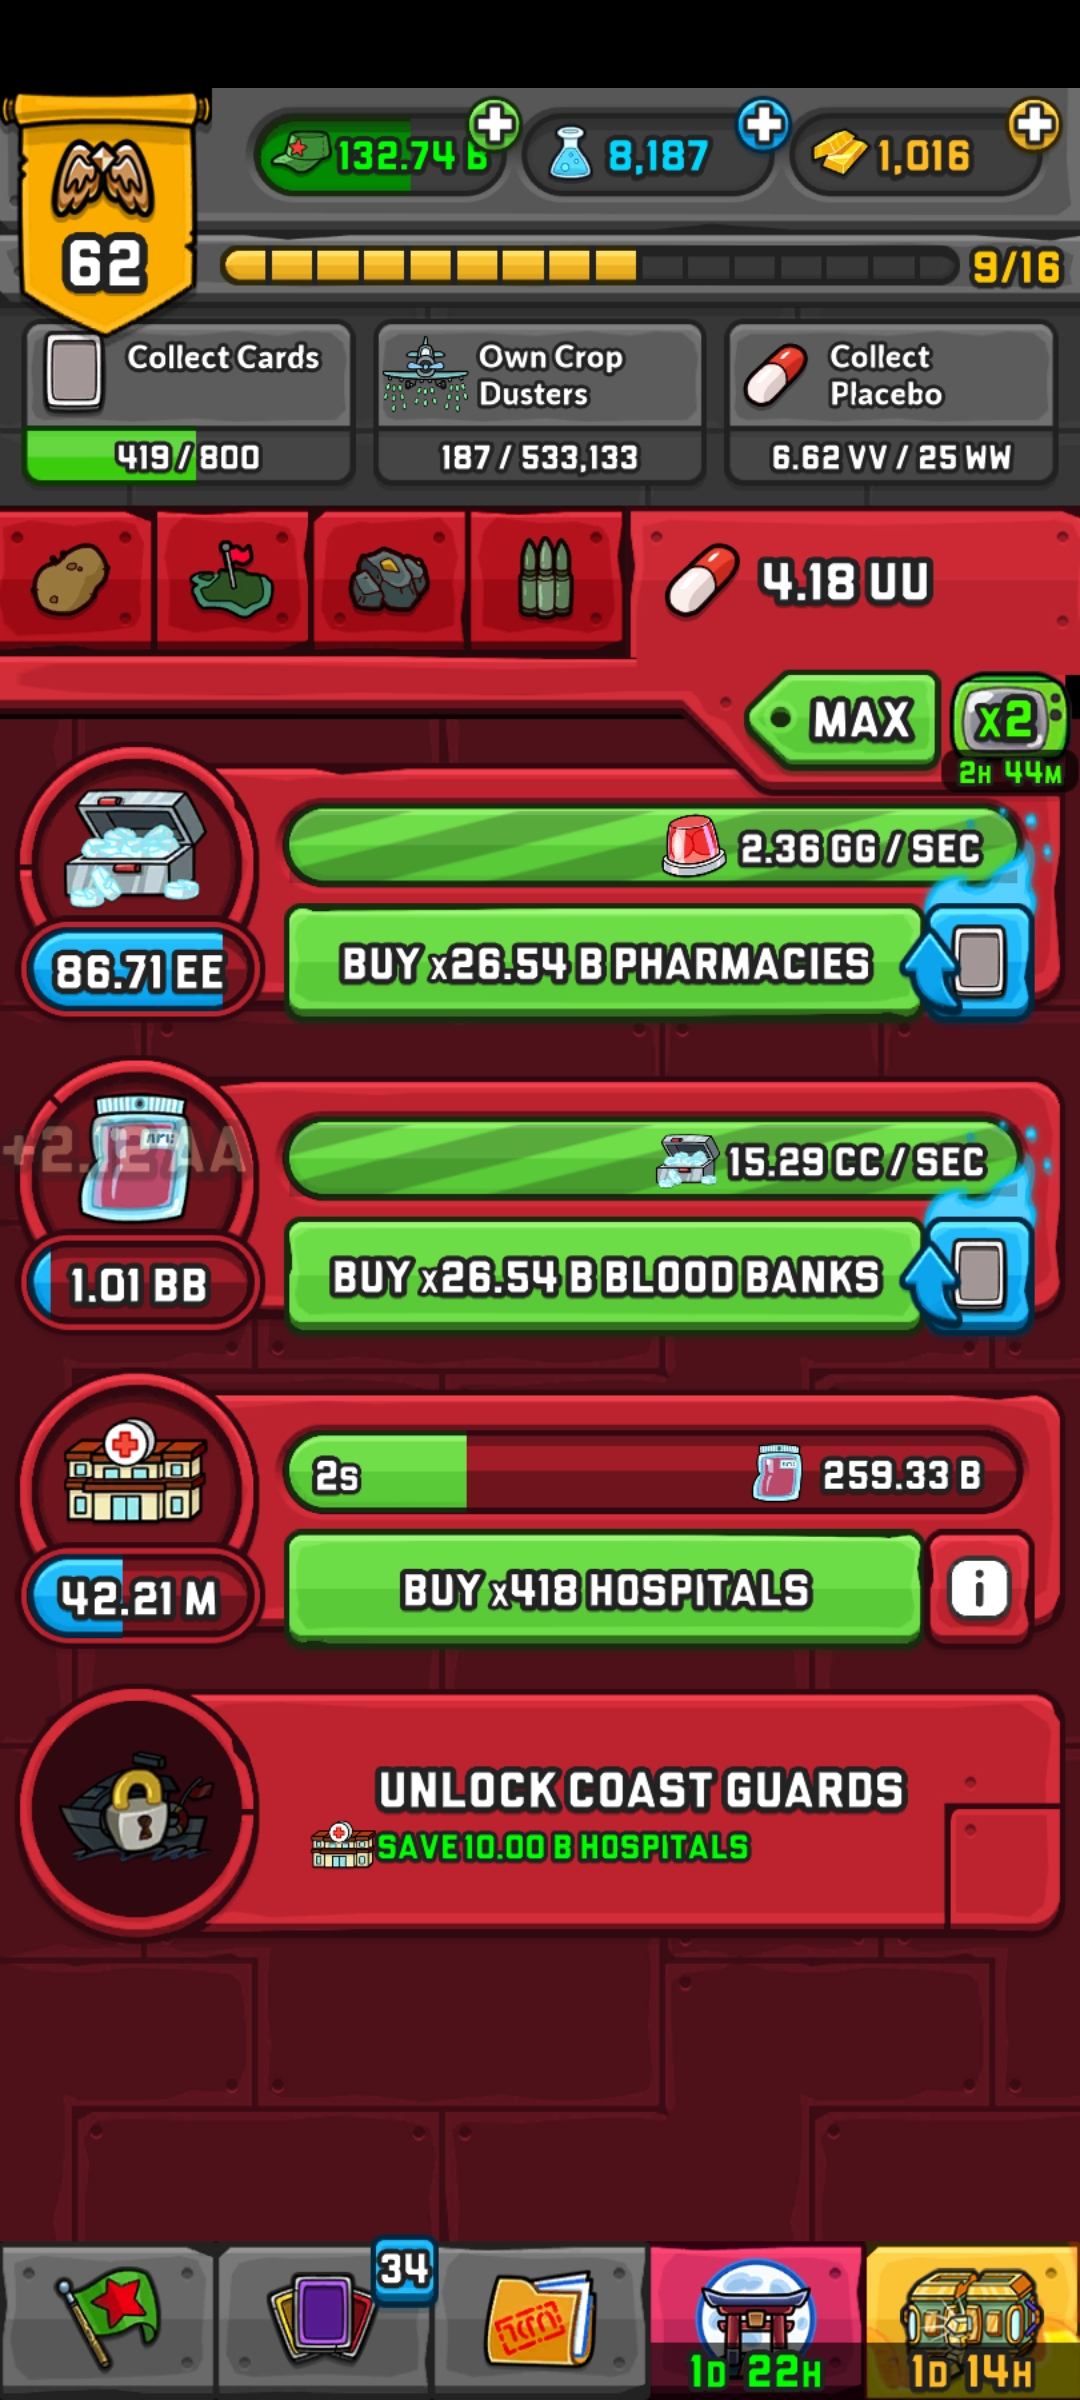 132.74 B
8,187
1,016
62
9/16
Collect Cards
419 / 800
Own Crop
Dusters
187 / 533,133
Collect
Placebo
6.62 VV / 25 WW
4.18 UU
MAX
x2
2H 44M
2.36 GG / SEC
86.71 EE
BUY x26.54 B PHARMACIES
15.29 CC / SEC
1.01 BB
BUY x26.54 B BLOOD BANKS
2s
259.33 B
42.21 M
BUY x418 HOSPITALS
i
UNLOCK COAST GUARDS
SAVE 10.00 B HOSPITALS
34
1D 22H
1D 14H